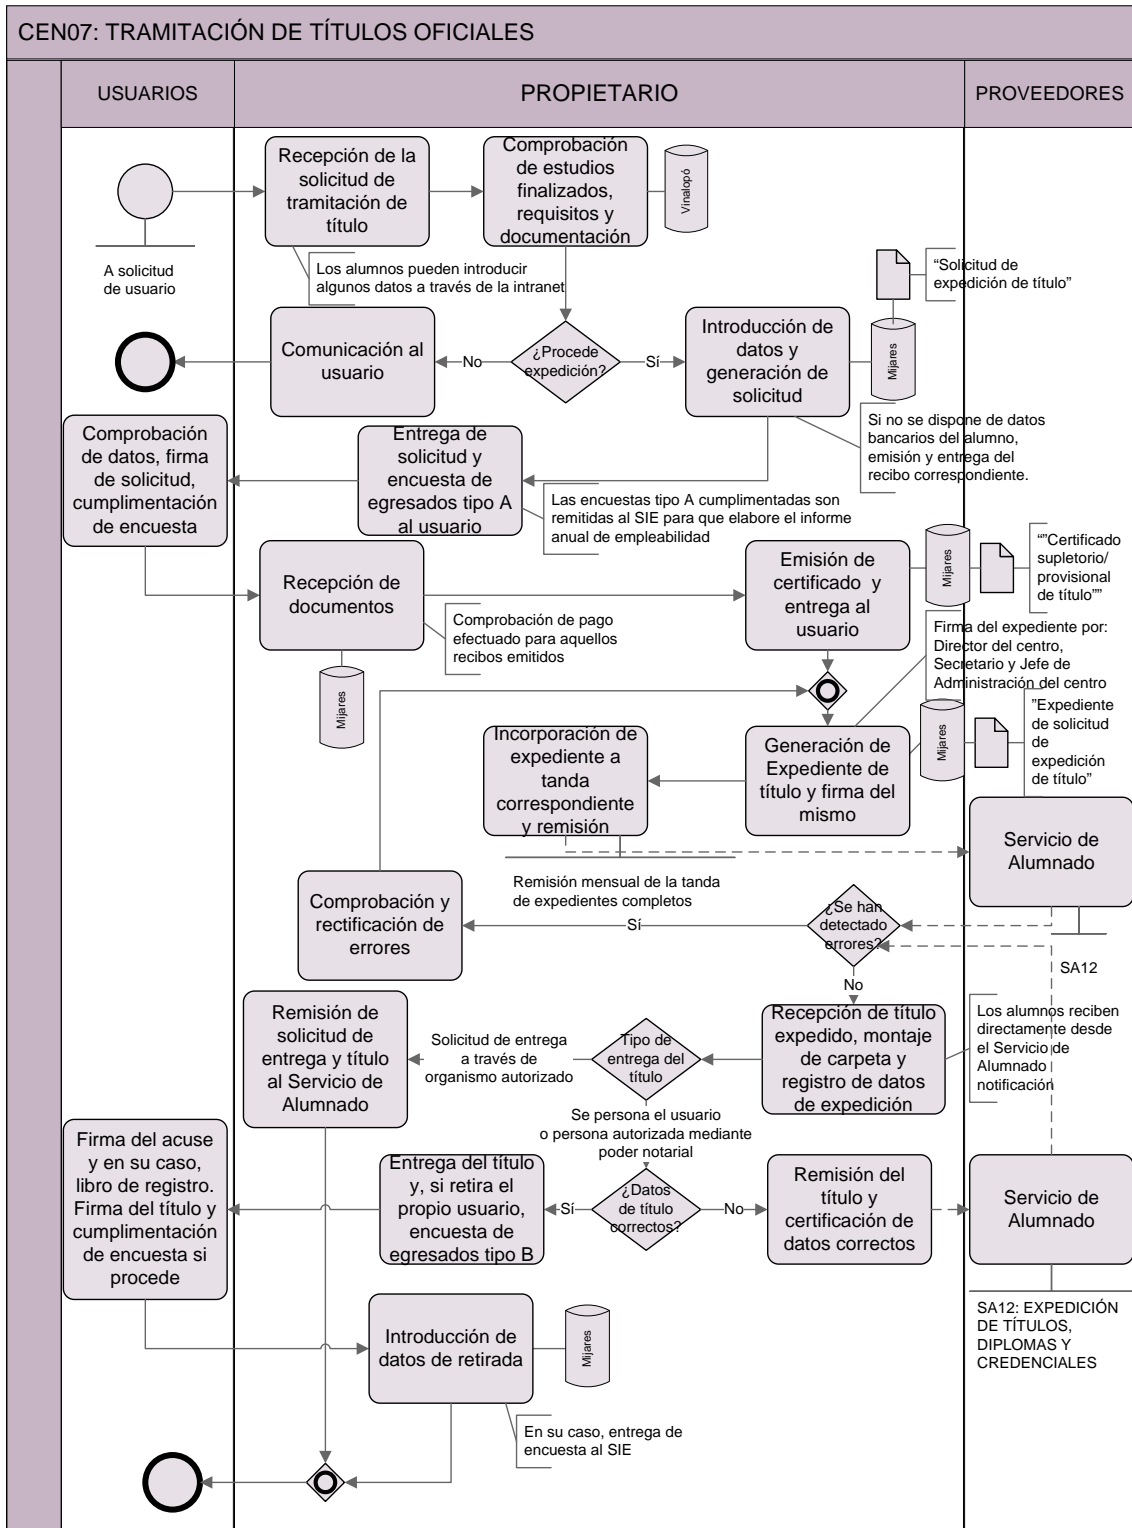 CEN07: TRAMITACIÓN DE TÍTULOS OFICIALES
USUARIOS
PROPIETARIO
PROVEEDORES
A solicitud
de usuario
Recepción de la
solicitud de
tramitación de
título
Comprobación
de estudios
finalizados,
requisitos y
documentación
Vinalopó
Los alumnos pueden introducir
algunos datos a través de la intranet
“Solicitud de
expedición de título”
Comunicación al
usuario
No
¿Procede
expedición?
Sí
Introducción de
datos y
generación de
solicitud
Mijares
Si no se dispone de datos
bancarios del alumno,
emisión y entrega del
recibo correspondiente.
Comprobación
de datos, firma
de solicitud,
cumplimentación
de encuesta
Entrega de
solicitud y
encuesta de
egresados tipo A
al usuario
Las encuestas tipo A cumplimentadas son
remitidas al SIE para que elabore el informe
anual de empleabilidad
Recepción de
documentos
Comprobación de pago
efectuado para aquellos
recibos emitidos
Mijares
Emisión de
certificado y
entrega al
usuario
Mijares
“”Certificado
supletorio/
provisional
de título””
Firma del expediente por:
Director del centro,
Secretario y Jefe de
Administración del centro
Incorporación de
expediente a
tanda
correspondiente
y remisión
Generación de
Expediente de
título y firma del
mismo
Mijares
”Expediente
de solicitud
de
expedición
de título”
Servicio de
Alumnado
Remisión mensual de la tanda
de expedientes completos
Comprobación y
rectificación de
errores
Sí
¿Se han
detectado
errores?
SA12
No
Remisión de
solicitud de
entrega y título
al Servicio de
Alumnado
Solicitud de entrega
a través de
organismo autorizado
Tipo de
entrega del
título
Recepción de título
expedido, montaje
de carpeta y
registro de datos
de expedición
Los alumnos reciben
directamente desde
el Servicio de
Alumnado
notificación
Se persona el usuario
o persona autorizada mediante
poder notarial
Firma del acuse
y en su caso,
libro de registro.
Firma del título y
cumplimentación
de encuesta si
procede
Entrega del título
y, si retira el
propio usuario,
encuesta de
egresados tipo B
Sí
¿Datos
de título
correctos?
No
Remisión del
título y
certificación de
datos correctos
Servicio de
Alumnado
SA12: EXPEDICIÓN
DE TÍTULOS,
DIPLOMAS Y
CREDENCIALES
Introducción de
datos de retirada
Mijares
En su caso, entrega de
encuesta al SIE